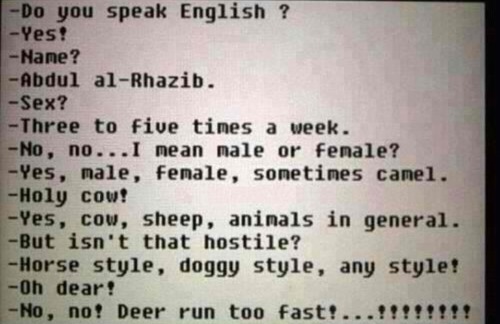 -Do you speak English ?
-Yes!
-Name?
-Abdul al-Rhazib.
-Sex?
-Three to five times a week.
-No, no...I mean male or female?
-Yes, male, female, sometimes camel.
-Holy cow!
-Yes, cow, sheep, animals in general.
-But isn't that hostile?
-Horse style, doggy style, any style!
-Oh dear!
-No, no! Deer run too fast!...!!!!!!!!